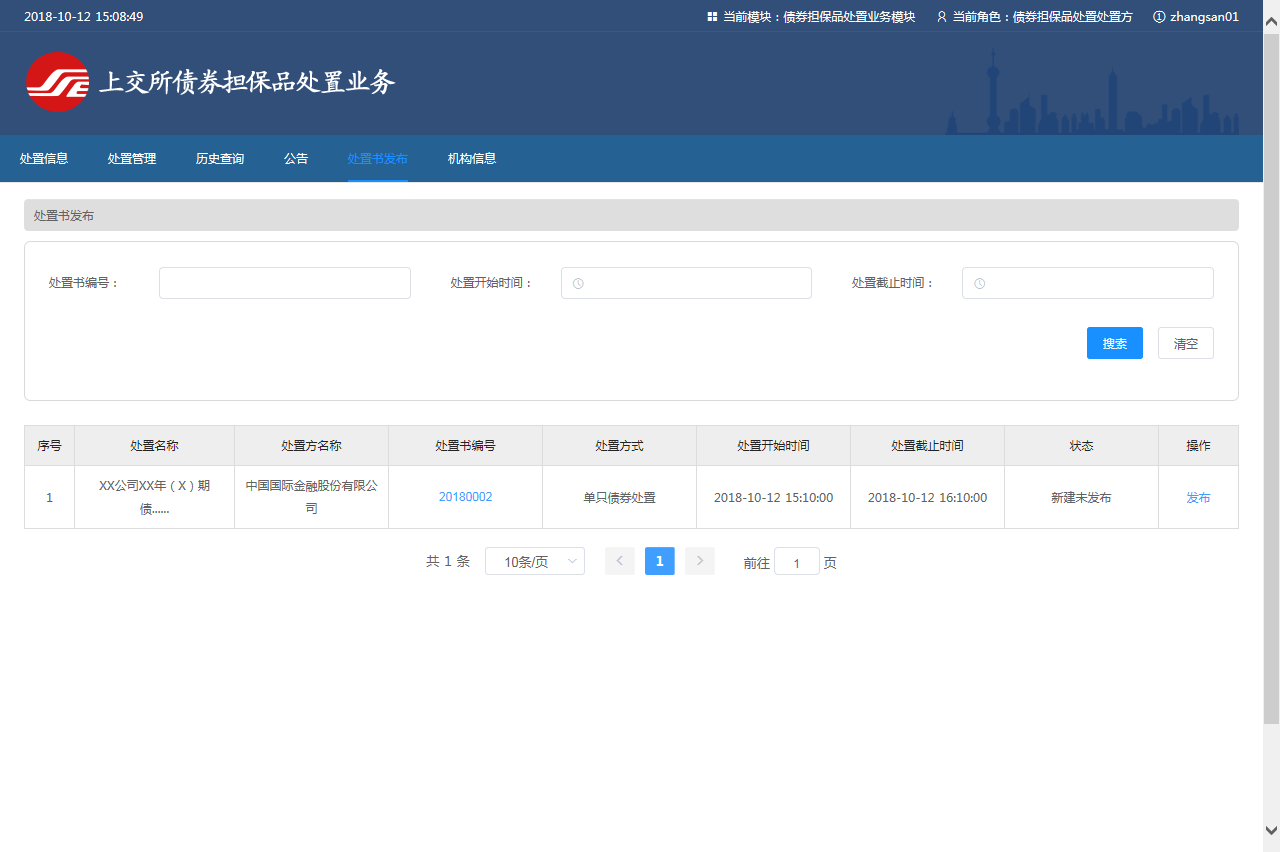 2018-10-12 15:08:49
当前模块：债券担保品处置业务模块
当前角色：债券担保品处置处置方
zhangsan01
上交所债券担保品处置业务
处置信息 处置管理 历史查询 公告 处置书发布 机构信息
处置书发布
处置书编号： 处置开始时间： 处置截止时间：
搜索 清空
序号 处置名称 处置方名称 处置书编号 处置方式 处置开始时间 处置截止时间 状态 操作
1 XX公司XX年（X）期债...... 中国国际金融股份有限公司 20180002 单只债券处置 2018-10-12 15:10:00 2018-10-12 16:10:00 新建未发布 发布
共 1 条 10条/页 1 前往 1 页